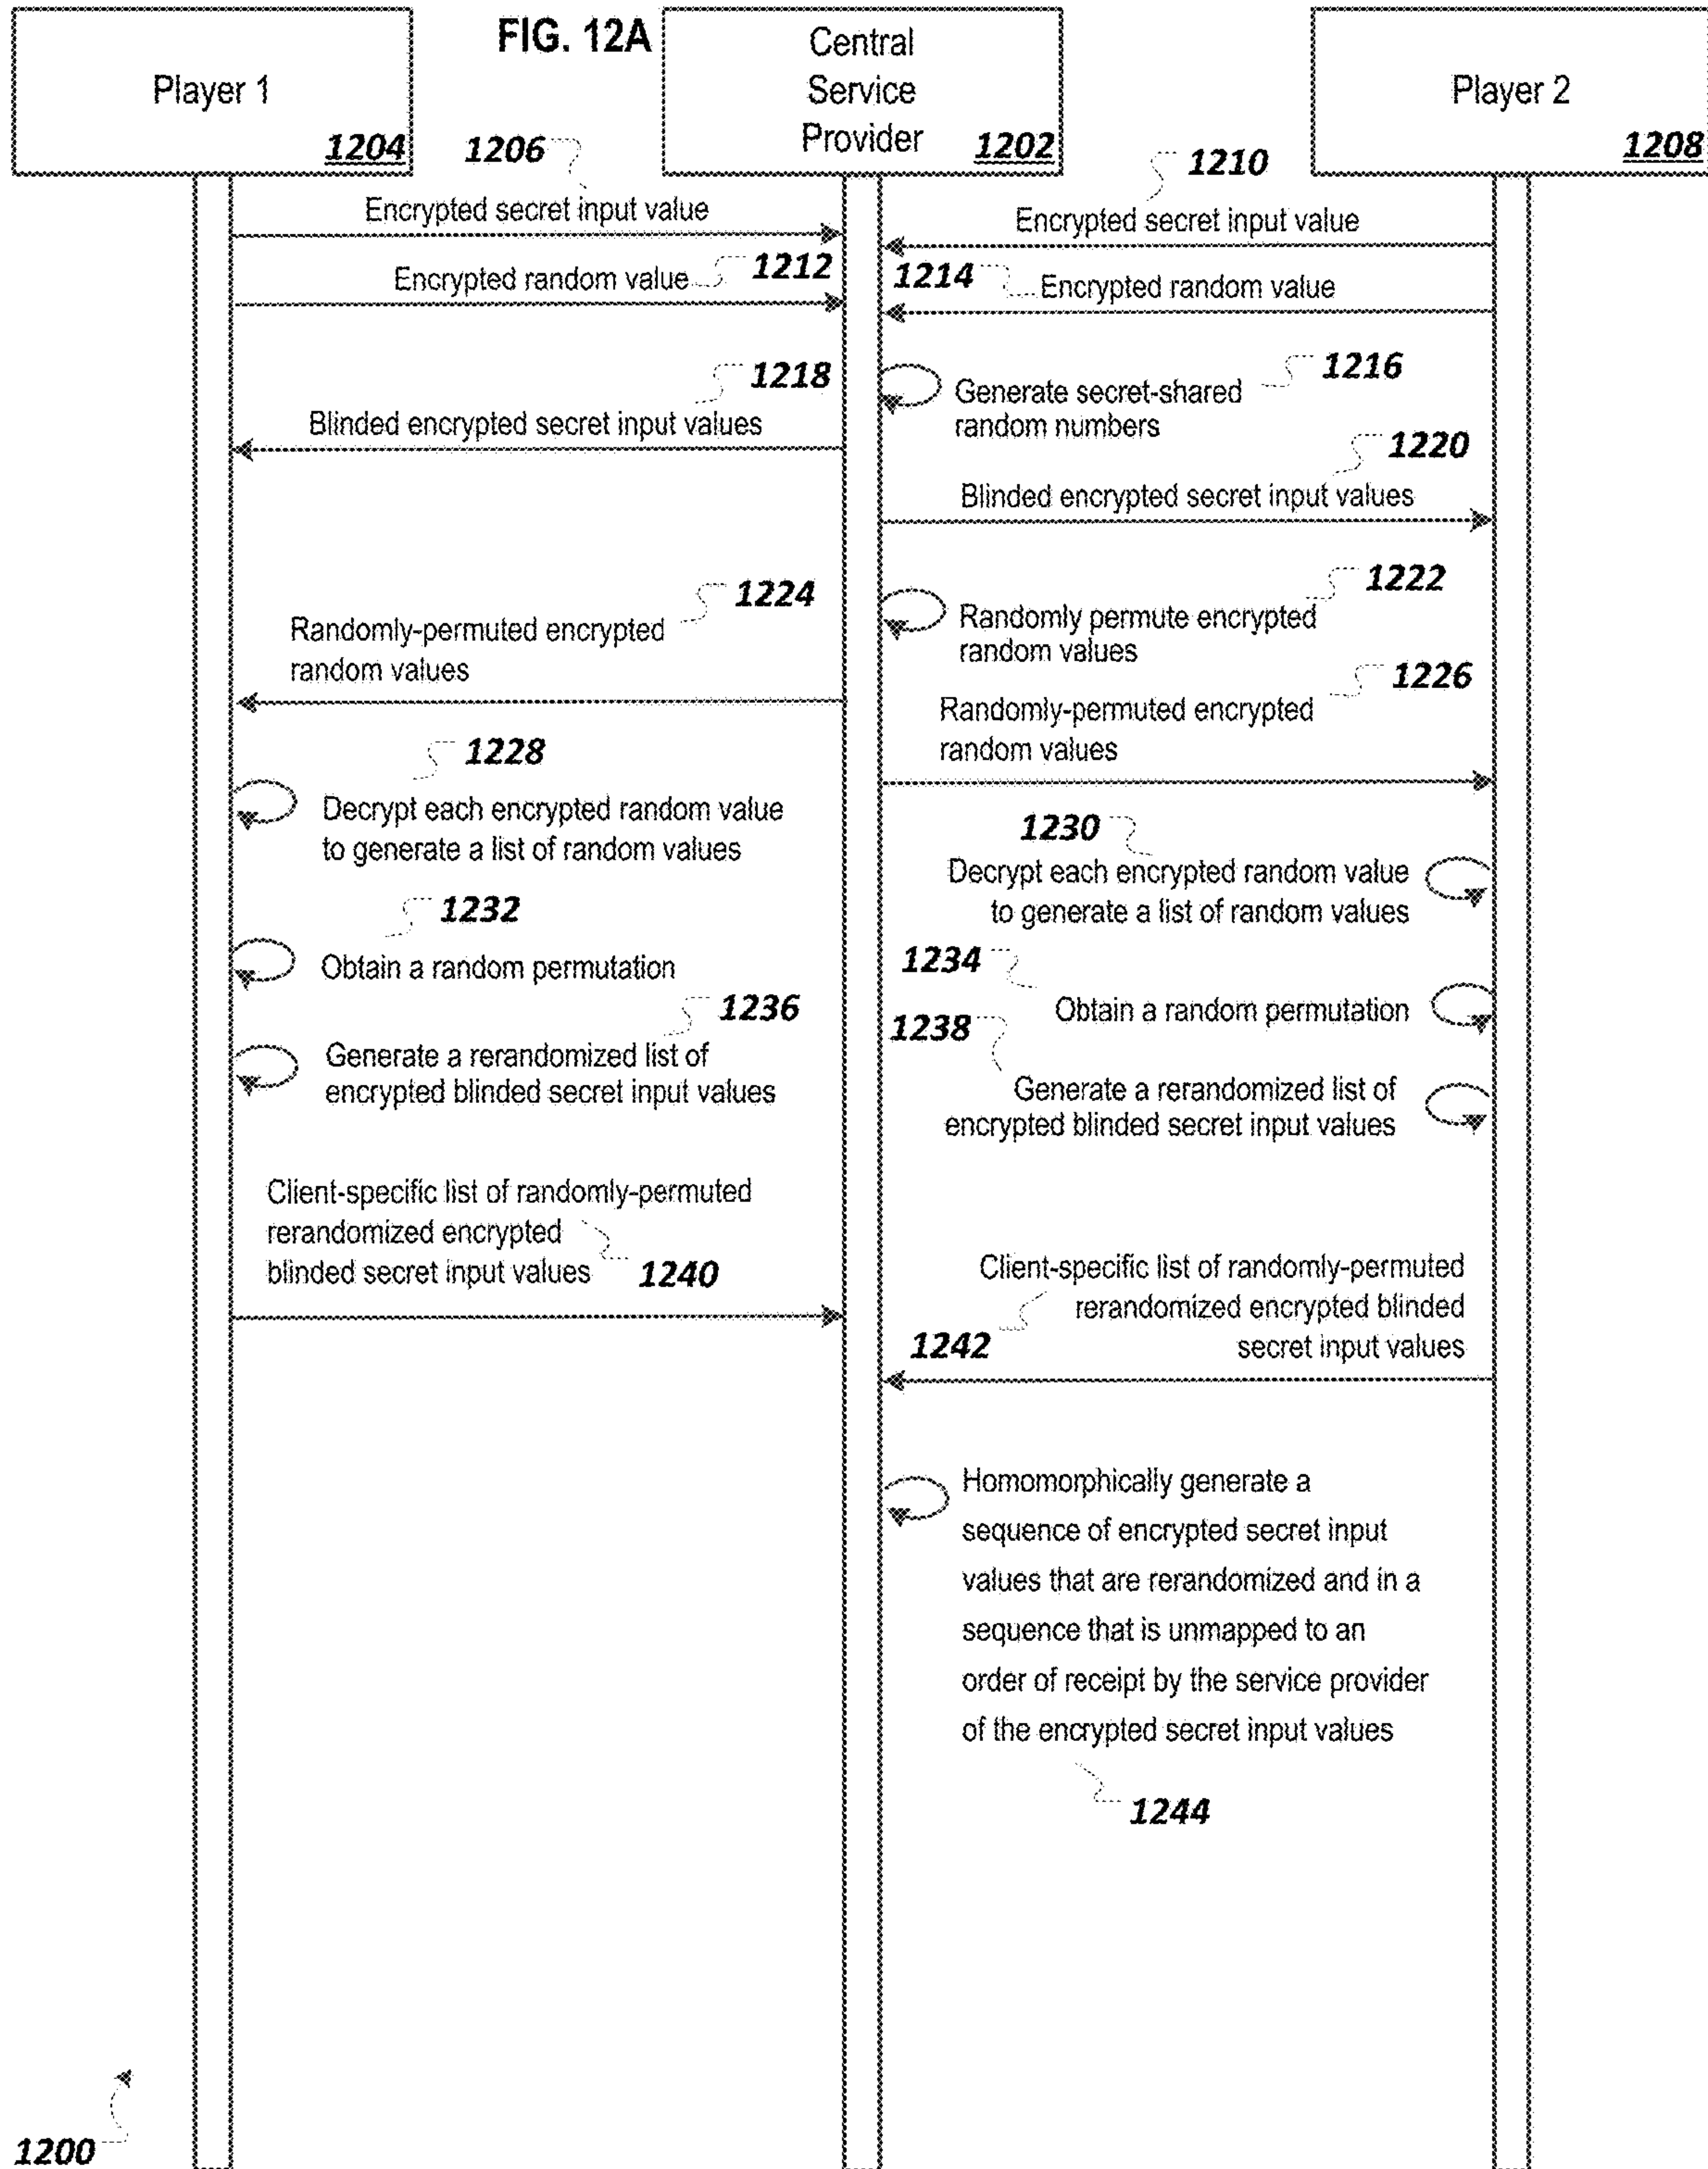 FIG. 12A
Player 1
1204
Central
Service
Provider
1202
Player 2
1208
1206
1210
Encrypted secret input value
Encrypted secret input value
1212
Encrypted random value
1214
Encrypted random value
1218
Blinded encrypted secret input values
1216
Generate secret-shared
random numbers
1220
Blinded encrypted secret input values
1224
Randomly-permuted encrypted
random values
1222
Randomly permute encrypted
random values
1226
Randomly-permuted encrypted
random values
1228
Decrypt each encrypted random value
to generate a list of random values
1230
Decrypt each encrypted random value
to generate a list of random values
1232
Obtain a random permutation
1234
Obtain a random permutation
1236
Generate a rerandomized list of
encrypted blinded secret input values
1238
Generate a rerandomized list of
encrypted blinded secret input values
Client-specific list of randomly-permuted
rerandomized encrypted
blinded secret input values
1240
Client-specific list of randomly-permuted
rerandomized encrypted blinded
secret input values
1242
Homomorphically generate a
sequence of encrypted secret input
values that are rerandomized and in a
sequence that is unmapped to an
order of receipt by the service provider
of the encrypted secret input values
1244
1200